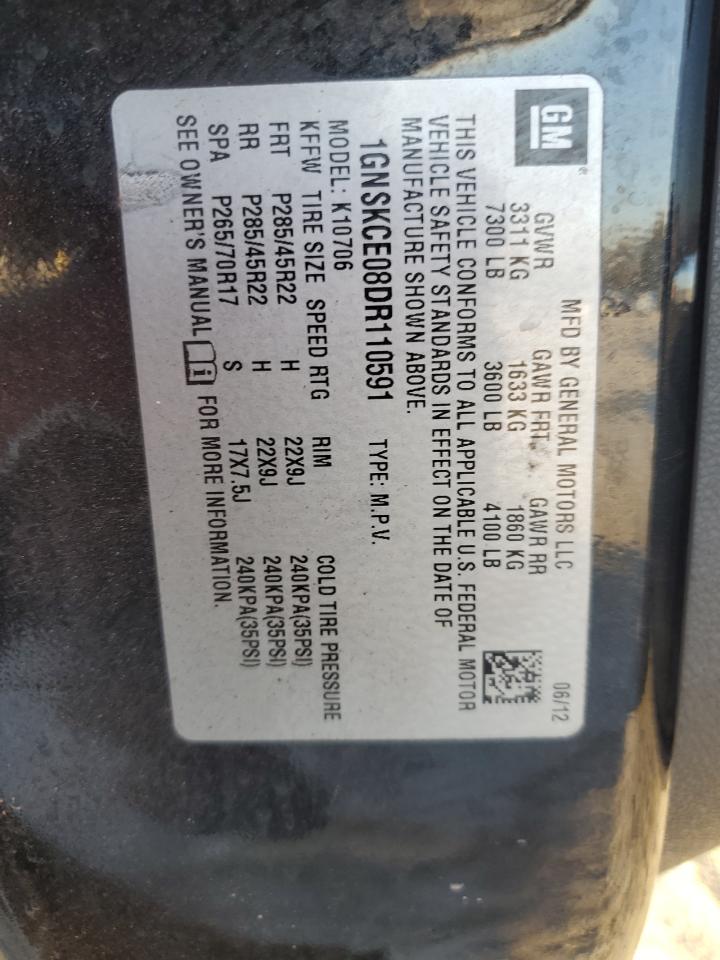 GM
MFD BY GENERAL MOTORS LLC 06/12
GVWR GAWR FRT. GAWR RR
3311 KG 1633 KG 1860 KG
7300 LB 3600 LB 4100 LB
THIS VEHICLE CONFORMS TO ALL APPLICABLE U.S. FEDERAL MOTOR
VEHICLE SAFETY STANDARDS IN EFFECT ON THE DATE OF
MANUFACTURE SHOWN ABOVE.
1GNSKCE08DR110591 TYPE: M.P.V.
MODEL: K10706
KFFW TIRE SIZE SPEED RTG RIM COLD TIRE PRESSURE
FRT P285/45R22 H 22X9J 240KPA(35PSI)
RR P285/45R22 H 22X9J 240KPA(35PSI)
SPA P265/70R17 S 17X7.5J 240KPA(35PSI)
SEE OWNER'S MANUAL i FOR MORE INFORMATION.